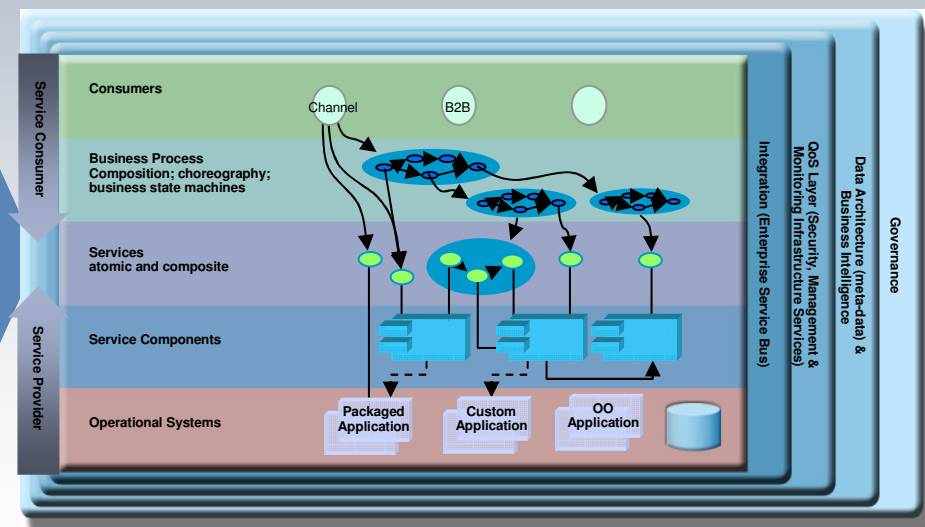 Service Consumer
Service Provider
Consumers
Channel
B2B
Business Process
Composition; choreography;
business state machines
Services
atomic and composite
Service Components
Operational Systems
Packaged
Application
Custom
Application
OO
Application
Integration (Enterprise Service Bus)
QoS Layer (Security, Management &
Monitoring Infrastructure Services)
Data Architecture (meta-data) &
Business Intelligence
Governance